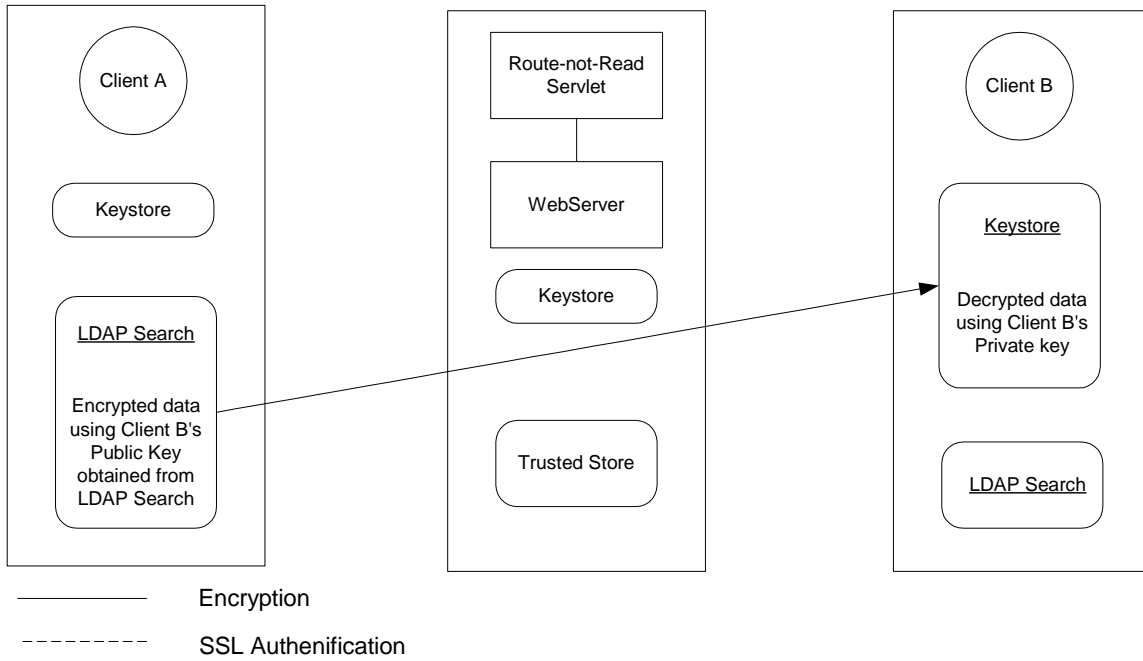 Client A
Keystore
LDAP Search
Encrypted data
using Client B's
Public Key
obtained from
LDAP Search
Route-not-Read
Servlet
WebServer
Keystore
Trusted Store
Client B
Keystore
Decrypted data
using Client B's
Private key
LDAP Search
Encryption
SSL Authenification